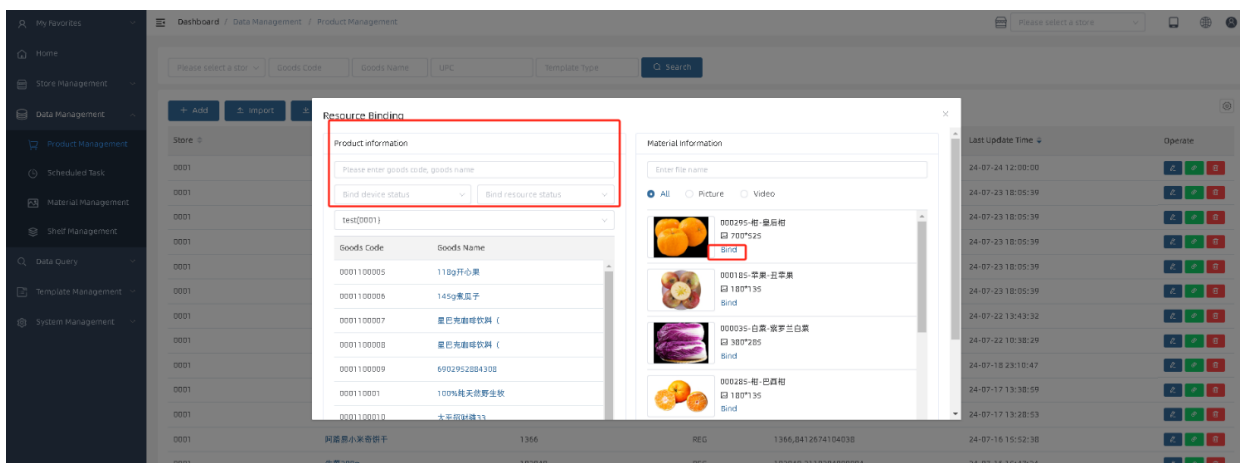 My Favorites
Dashboard / Data Management / Product Management
Please select a store
Home
Please select a stor
Goods Code
Goods Name
UPC
Template Type
Search
Store Management
+ Add
Import
Data Management
Resource Binding
Store
Product information
Material Information
Last Update Time
Operate
Product Management
Please enter goods code, goods name
Enter file name
0001
24-07-24 12:00:00
Scheduled Task
Bind device status
Bind resource status
All
Picture
Video
0001
24-07-23 18:05:39
Material Management
test(0001)
000295-柑-皇后柑
0001
24-07-23 18:05:39
Shelf Management
700*525
Goods Code
Goods Name
Bind
0001
24-07-23 18:05:39
Data Query
0001100005
118g开心果
000185-苹果-丑苹果
0001
24-07-23 18:05:39
180*135
Template Management
0001100006
145g煮瓜子
Bind
0001
24-07-23 18:05:39
0001100007
星巴克咖啡饮料（
000035-白菜-紫罗兰白菜
0001
24-07-22 13:43:32
System Management
380*285
0001100008
星巴克咖啡饮料（
Bind
0001
24-07-22 10:38:29
0001100009
6902952884308
0001
24-07-18 23:10:47
000285-柑-巴西柑
0001100001
100%纯天然野生牧
180*135
0001
24-07-17 13:38:59
Bind
0001100010
0001
24-07-17 13:28:53
0001
阿蓝易小米香饼干
1366
REG
1366,8412674104038
24-07-16 15:52:38